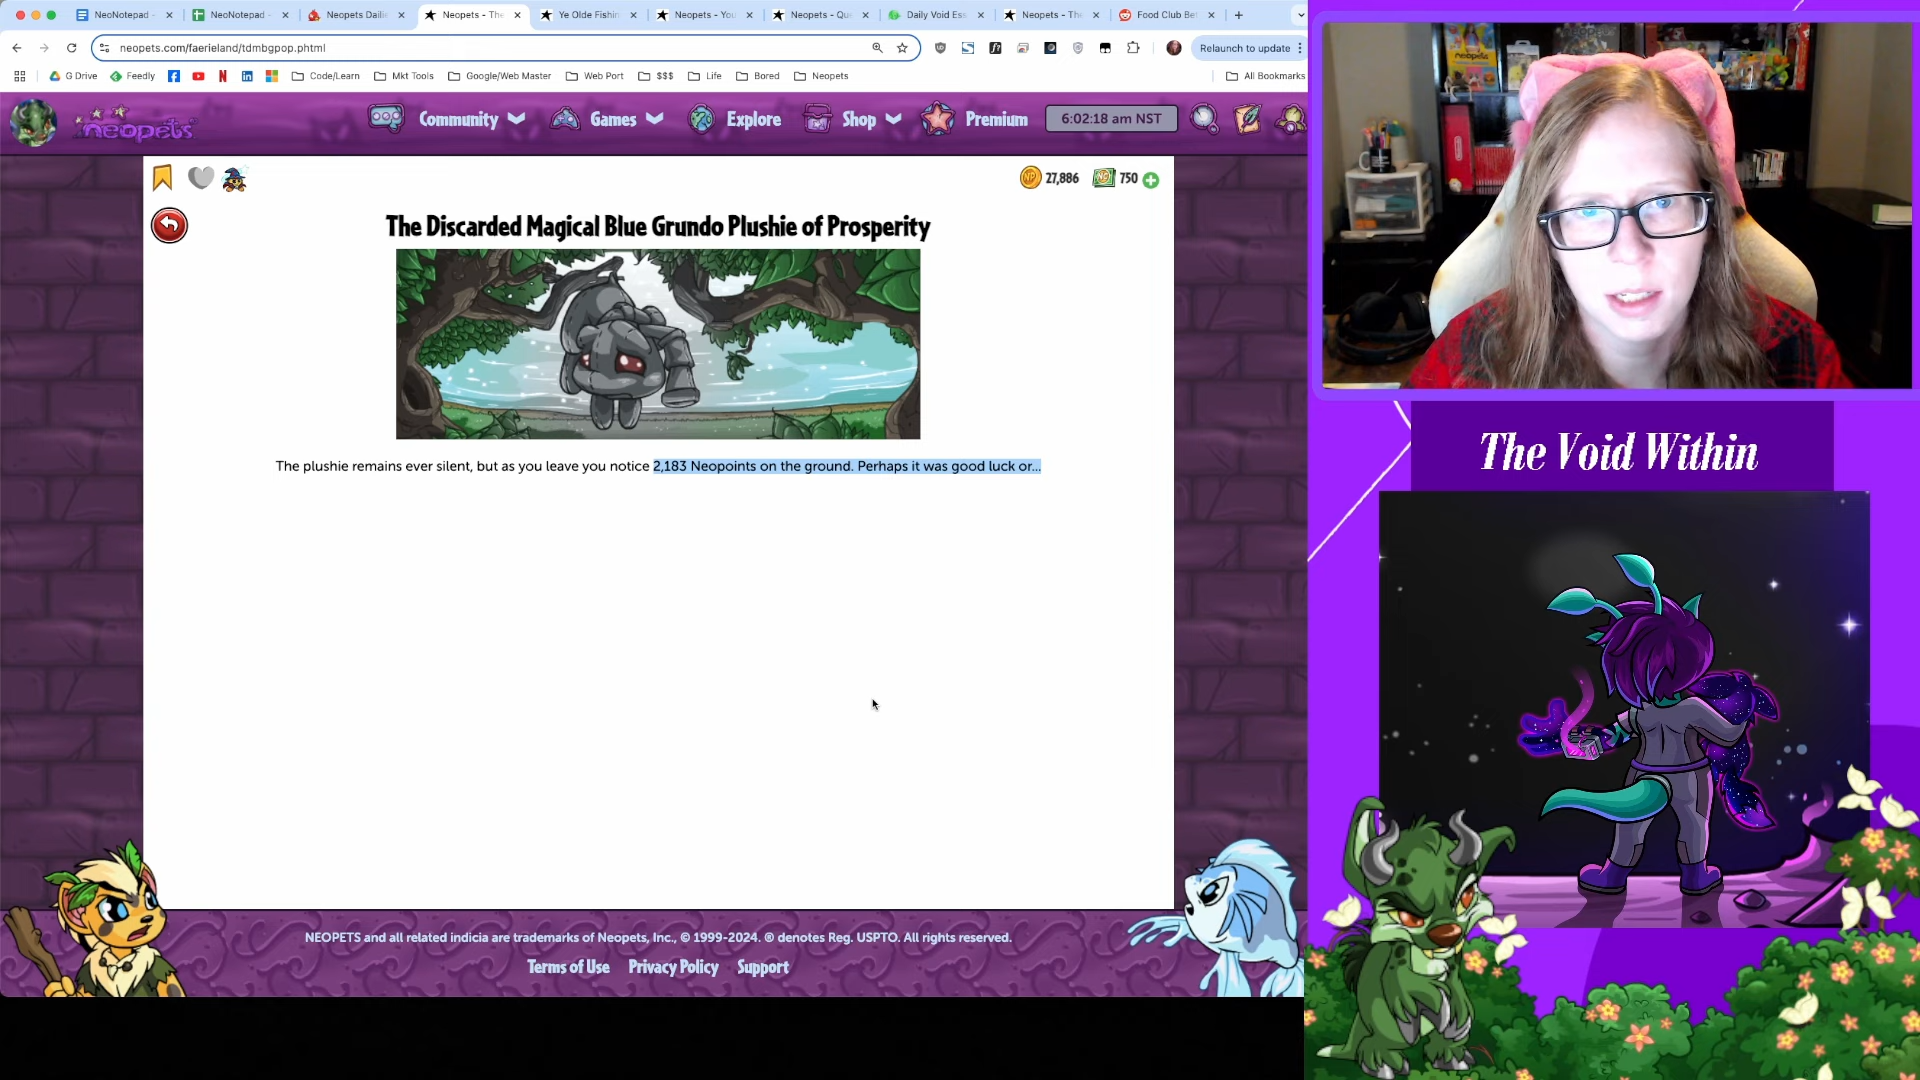 NeoNotepad -
NeoNotepad -
Neopets Daili
Neopets - The
Ye Olde Fishin
Neopets - You
Neopets - Que
Daily Void Ess
Neopets - The
Food Club Bet
neopets.com/faerieland/tdmbgpop.phtml
Relaunch to update
G Drive
Feedly
Code/Learn
Mkt Tools
Google/Web Master
Web Port
$$$
Life
Bored
Neopets
All Bookmarks
neopets
Community
Games
Explore
Shop
Premium
6:02:18 am NST
NP 27,886
750
The Discarded Magical Blue Grundo Plushie of Prosperity
The plushie remains ever silent, but as you leave you notice 2,183 Neopoints on the ground. Perhaps it was good luck or...
NEOPETS and all related indicia are trademarks of Neopets, Inc., © 1999-2024. ® denotes Reg. USPTO. All rights reserved.
Terms of Use
Privacy Policy
Support
neopets
The Void Within